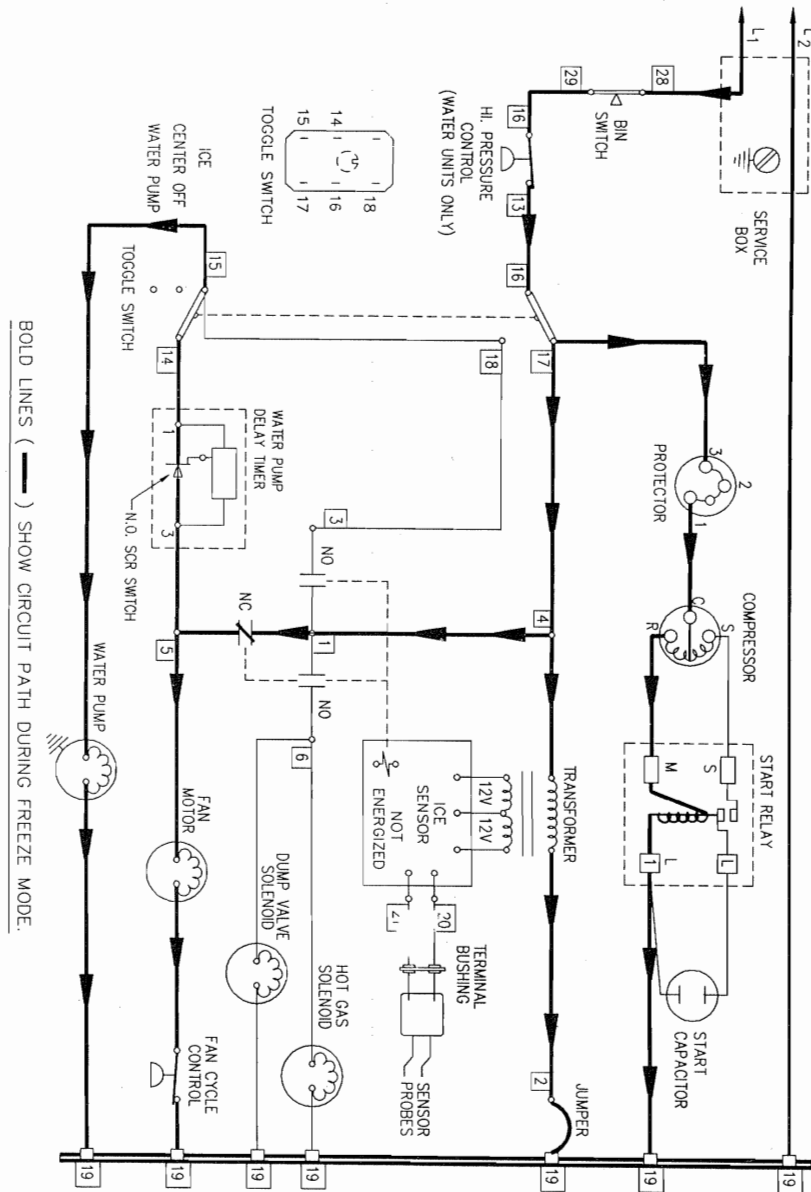 L2
19
L1
SERVICE
BOX
START
CAPACITOR
START RELAY
S
L
M
L
1
19
COMPRESSOR
S
C
R
PROTECTOR
3
2
1
28
29
BIN
SWITCH
16
13
HI. PRESSURE
CONTROL
(WATER UNITS ONLY)
16
17
4
TRANSFORMER
12V
12V
2
JUMPER
19
ICE
SENSOR
NOT
ENERGIZED
20
21
TERMINAL
BUSHING
SENSOR
PROBES
18
3
NO
1
NO
6
HOT GAS
SOLENOID
19
DUMP VALVE
SOLENOID
19
18
14
16
15
17
TOGGLE SWITCH
NC
5
WATER PUMP
DELAY TIMER
1
3
N.O. SCR SWITCH
FAN
MOTOR
FAN CYCLE
CONTROL
19
ICE
CENTER OFF
WATER PUMP
15
14
TOGGLE SWITCH
WATER PUMP
19
BOLD LINES ( ) SHOW CIRCUIT PATH DURING FREEZE MODE.